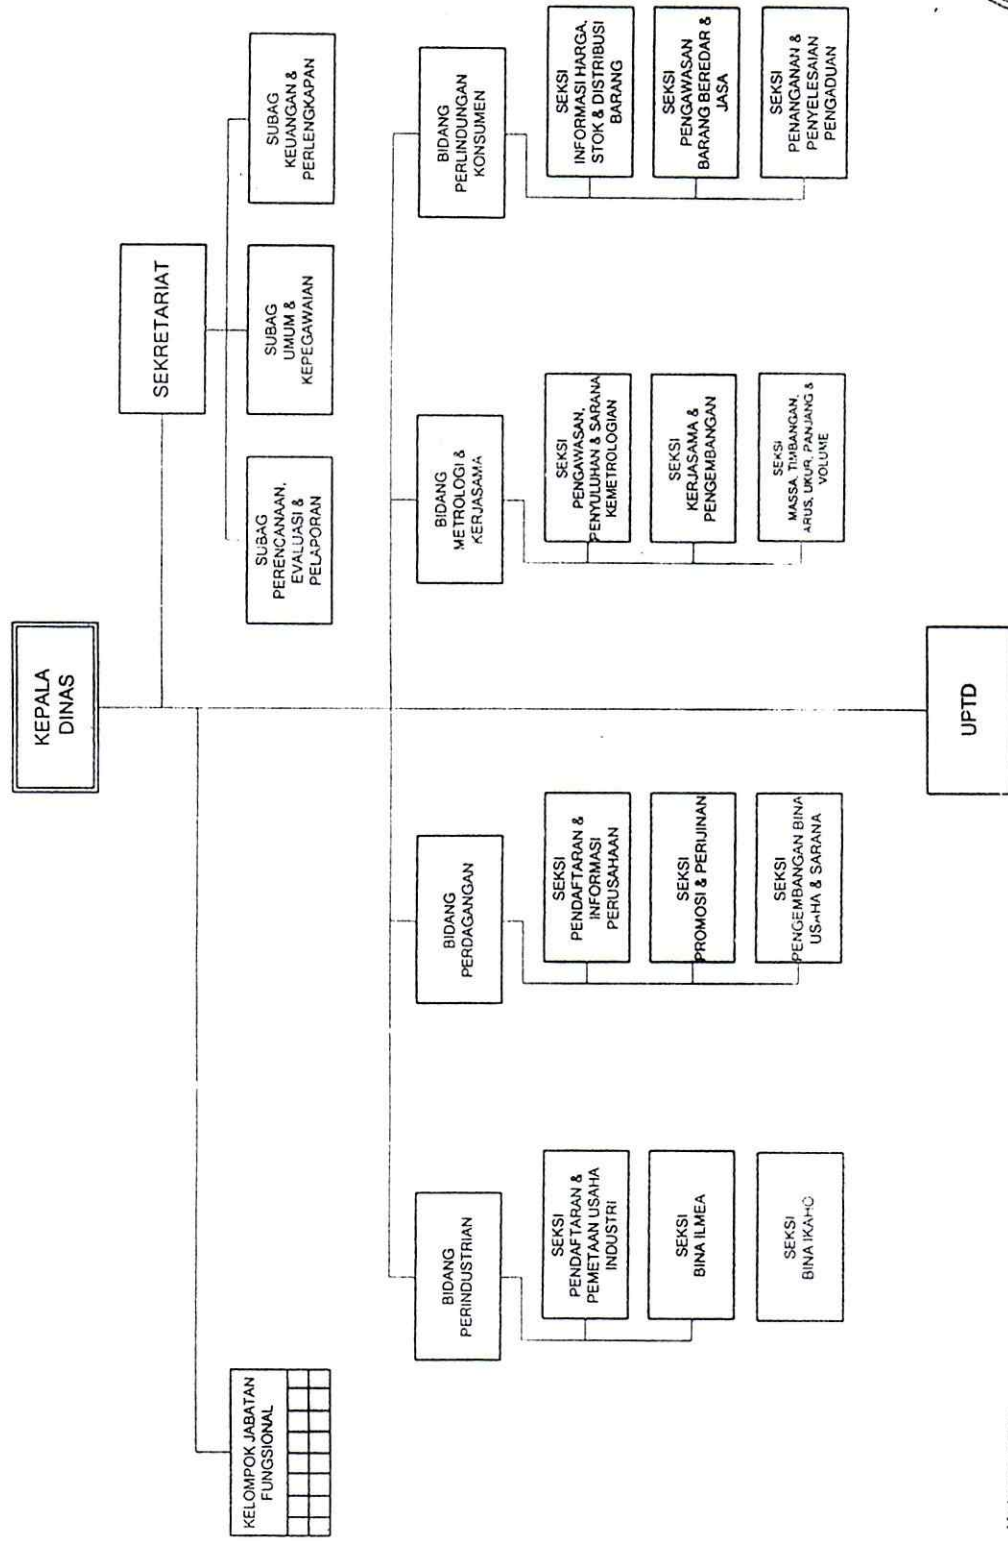 KEPALA
DINAS
SEKRETARIAT
SUBAG
PERENCANAAN,
EVALUASI &
PELAPORAN
SUBAG
UMUM &
KEPEGAWAIAN
SUBAG
KEUANGAN &
PERLENGKAPAN
KELOMPOK JABATAN
FUNGSIONAL
BIDANG
PERINDUSTRIAN
SEKSI
PENDAFTARAN &
PEMETAAN USAHA
INDUSTRI
SEKSI
BINA ILMEA
SEKSI
BINA IKAHO
BIDANG
PERDAGANGAN
SEKSI
PENDAFTARAN &
INFORMASI
PERUSAHAAN
SEKSI
PROMOSI & PERIJINAN
SEKSI
PENGEMBANGAN BINA
USAHA & SARANA
BIDANG
METROLOGI &
KERJASAMA
SEKSI
PENGAWASAN,
PENYULUHAN & SARANA
KEMETROLOGIAN
SEKSI
KERJASAMA &
PENGEMBANGAN
SEKSI
MASSA, TIMBANGAN,
ARUS, UKUR, PANJANG &
VOLUME
BIDANG
PERLINDUNGAN
KONSUMEN
SEKSI
INFORMASI HARGA,
STOK & DISTRIBUSI
BARANG
SEKSI
PENGAWASAN
BARANG BEREDAR &
JASA
SEKSI
PENANGANAN &
PENYELESAIAN
PENGADUAN
UPTD